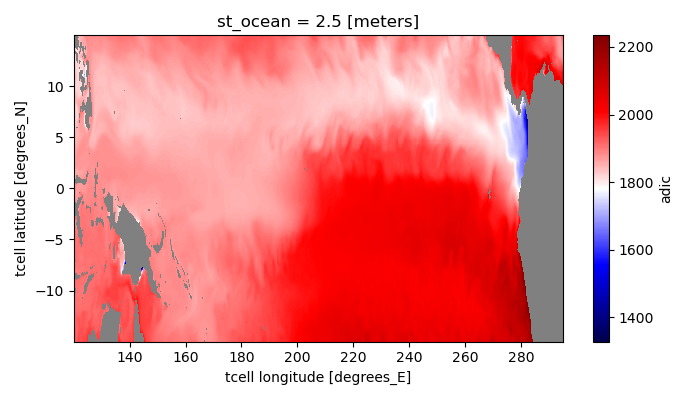 st_ocean = 2.5 [meters]
tcell latitude [degrees_N]
10
5
0
−5
−10
140 160 180 200 220 240 260 280
tcell longitude [degrees_E]
2200
2000
1800
1600
1400
adic